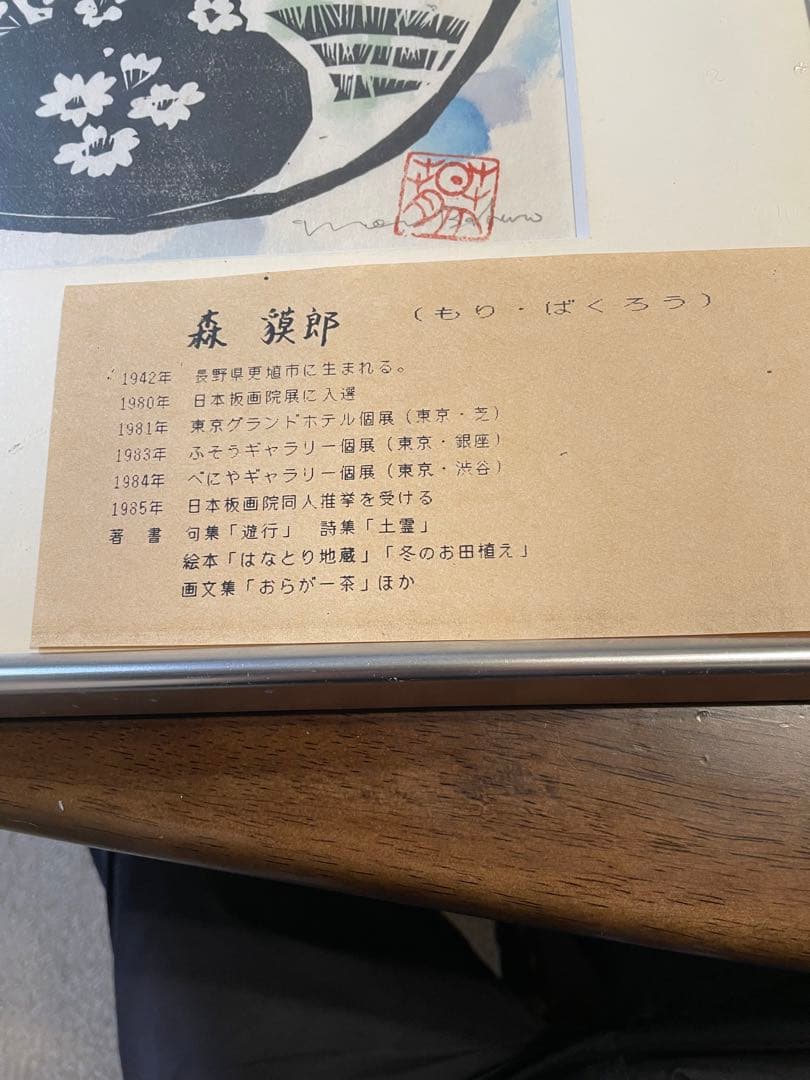 森 貘郎 (もり・ばくろう)
1942年 長野県更埴市に生まれる。
1980年 日本板画院展に入選
1981年 東京グランドホテル個展(東京・芝)
1983年 ふそうギャラリー個展(東京・銀座)
1984年 べにやギャラリー個展(東京・渋谷)
1985年 日本板画院同人推挙を受ける
著 書 句集「遊行」 詩集「土霊」
絵本「はなとり地蔵」「冬のお田植え」
画文集「おらが一茶」ほか